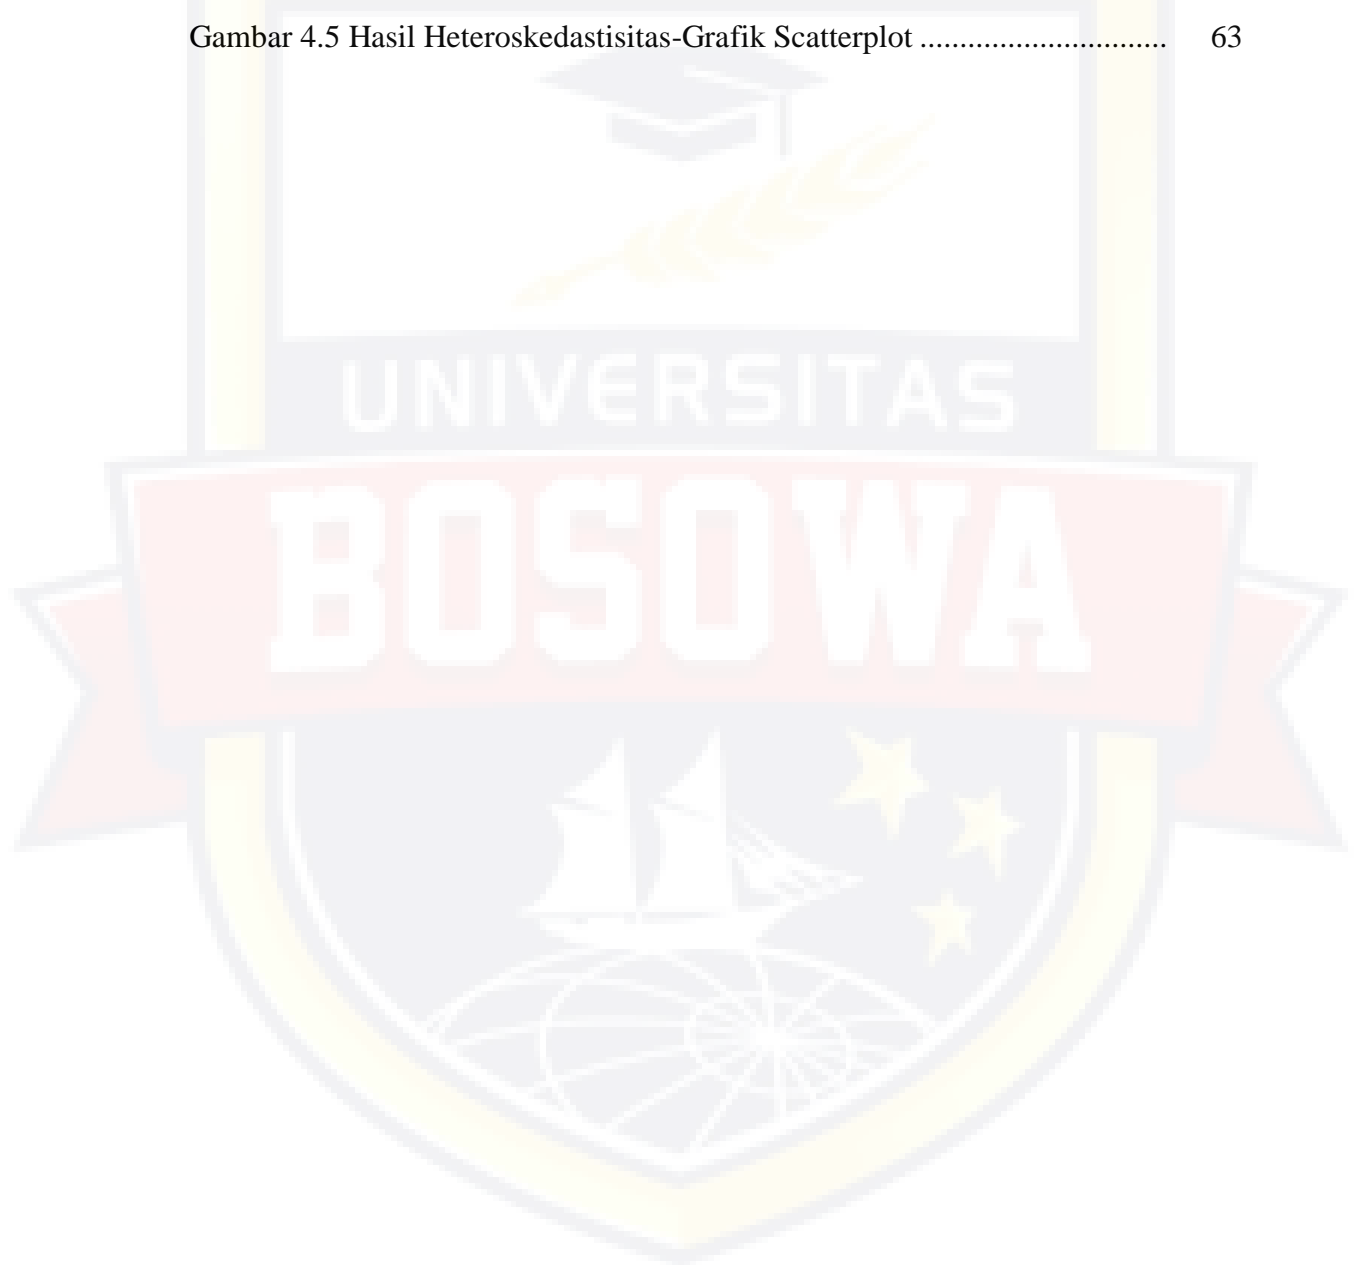 Gambar 4.5 Hasil Heteroskedastisitas-Grafik Scatterplot ............................... 63
UNIVERSITAS
BOSOWA